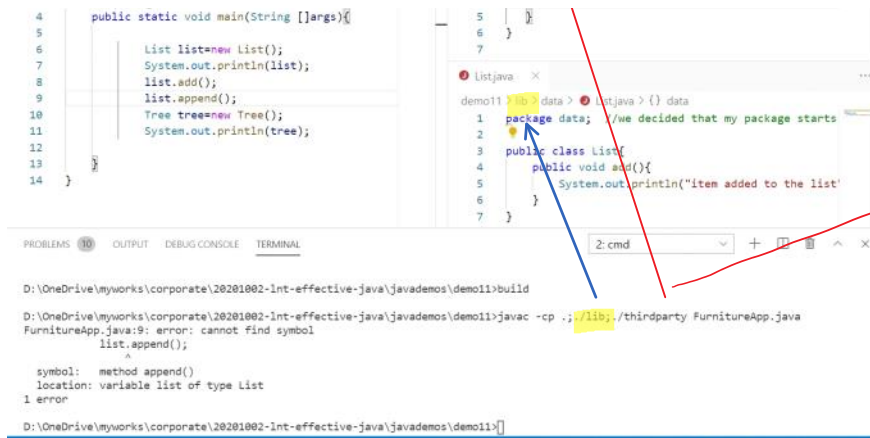 4 public static void main(String []args){
5
6 List list=new List();
7 System.out.println(list);
8 list.add();
9 list.append();
10 Tree tree=new Tree();
11 System.out.println(tree);
12
13 }
14 }
5 }
6 }
7
List.java ×
demo11 > lib > data > List.java > {} data
1 package data; //we decided that my package starts
2
3 public class List{
4 public void add(){
5 System.out.println("item added to the list"
6 }
7 }
PROBLEMS 10 OUTPUT DEBUG CONSOLE TERMINAL 2: cmd
D:\OneDrive\myworks\corporate\20201002-lnt-effective-java\javademos\demo11>build
D:\OneDrive\myworks\corporate\20201002-lnt-effective-java\javademos\demo11>javac -cp .;./lib;./thirdparty FurnitureApp.java
FurnitureApp.java:9: error: cannot find symbol
list.append();
^
symbol: method append()
location: variable list of type List
1 error
D:\OneDrive\myworks\corporate\20201002-lnt-effective-java\javademos\demo11>